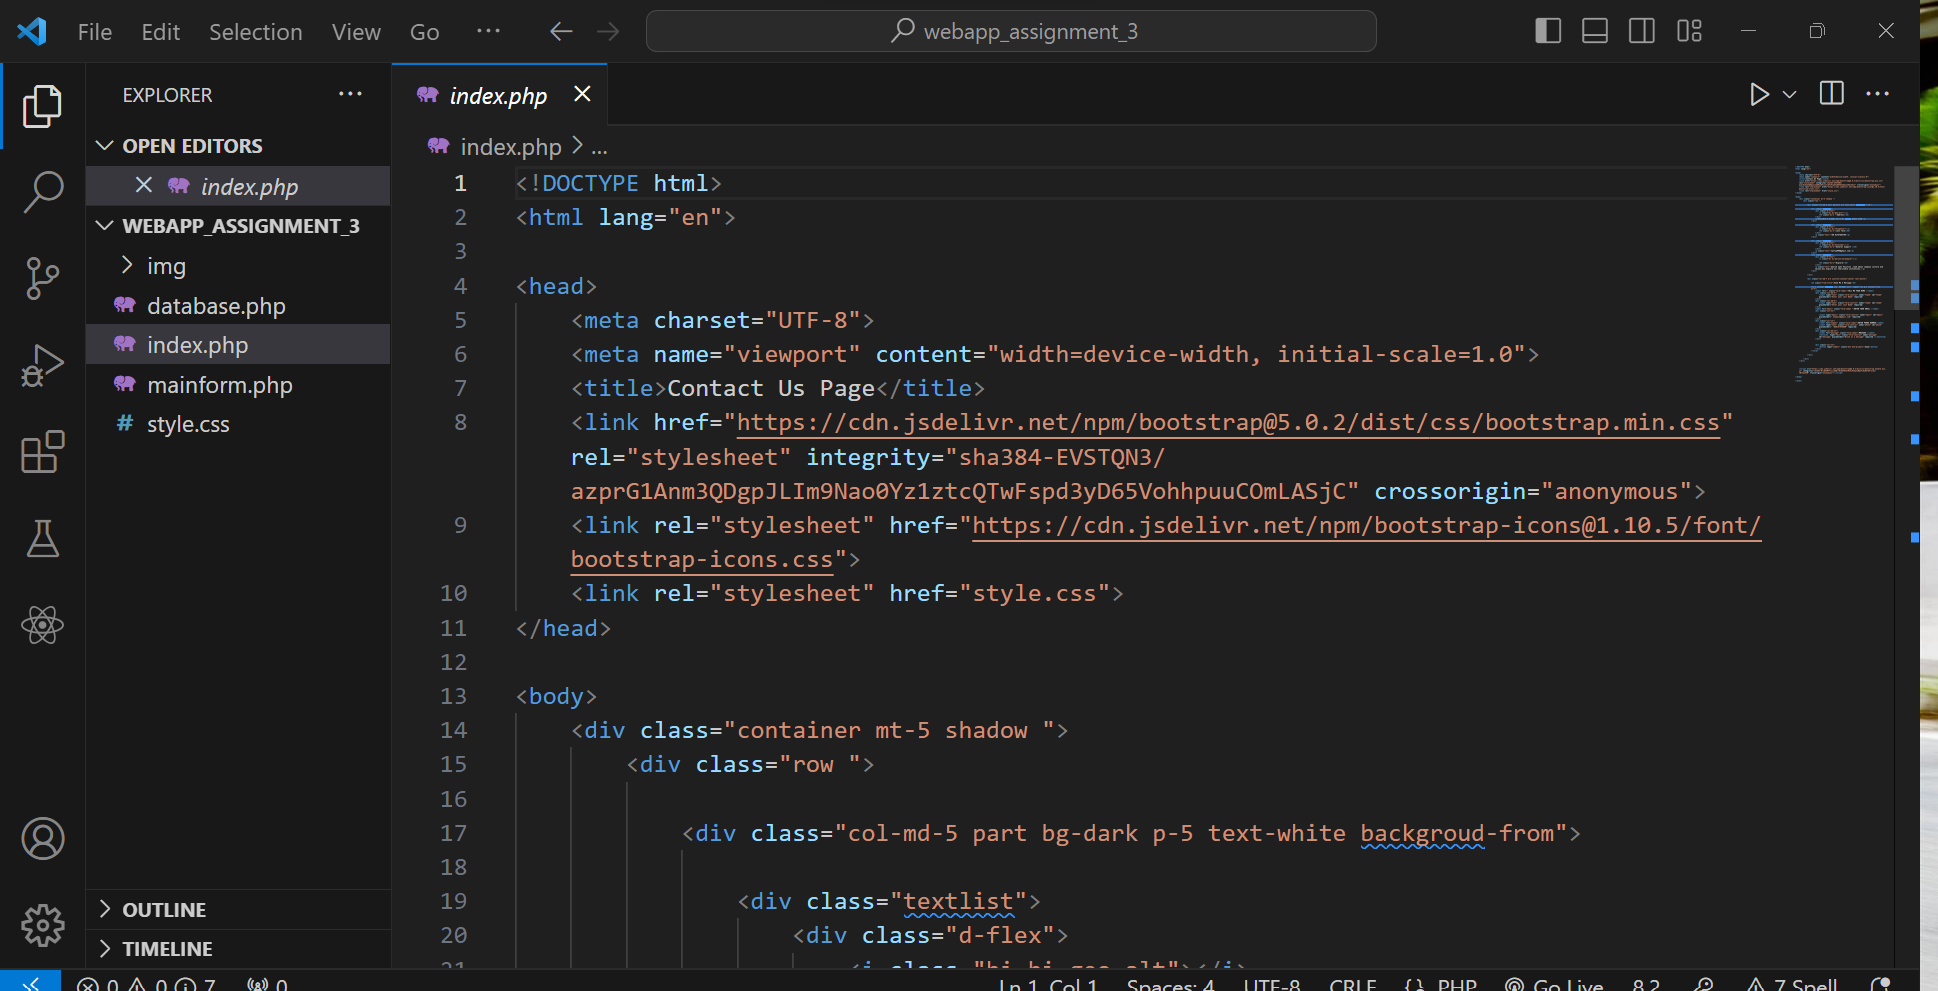 File Edit Selection View Go ···
webapp_assignment_3
EXPLORER
OPEN EDITORS
index.php
WEBAPP_ASSIGNMENT_3
img
database.php
index.php
mainform.php
style.css
OUTLINE
TIMELINE
index.php
index.php > ...
1 <!DOCTYPE html>
2 <html lang="en">
3
4 <head>
5 <meta charset="UTF-8">
6 <meta name="viewport" content="width=device-width, initial-scale=1.0">
7 <title>Contact Us Page</title>
8 <link href="https://cdn.jsdelivr.net/npm/bootstrap@5.0.2/dist/css/bootstrap.min.css"
rel="stylesheet" integrity="sha384-EVSTQN3/
azprG1Anm3QDgpJLIm9Nao0Yz1ztcQTwFspd3yD65VohhpuuCOmLASjC" crossorigin="anonymous">
9 <link rel="stylesheet" href="https://cdn.jsdelivr.net/npm/bootstrap-icons@1.10.5/font/
bootstrap-icons.css">
10 <link rel="stylesheet" href="style.css">
11 </head>
12
13 <body>
14 <div class="container mt-5 shadow ">
15 <div class="row ">
16
17 <div class="col-md-5 part bg-dark p-5 text-white backgroud-from">
18
19 <div class="textlist">
20 <div class="d-flex">
21 <i class="bi bi-geo-alt"></i>
0 0 7 0 Ln 1, Col 1 Spaces: 4 UTF-8 CRLF {} PHP Go Live 8.2 7 Spell